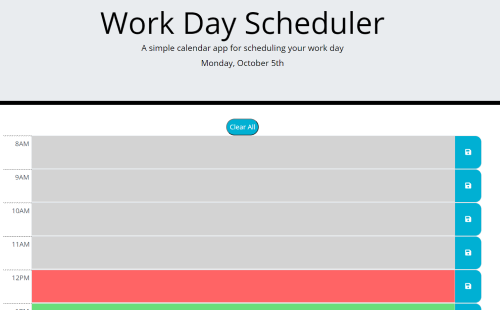 Work Day Scheduler
A simple calendar app for scheduling your work day
Monday, October 5th
Clear All
8AM
9AM
10AM
11AM
12PM